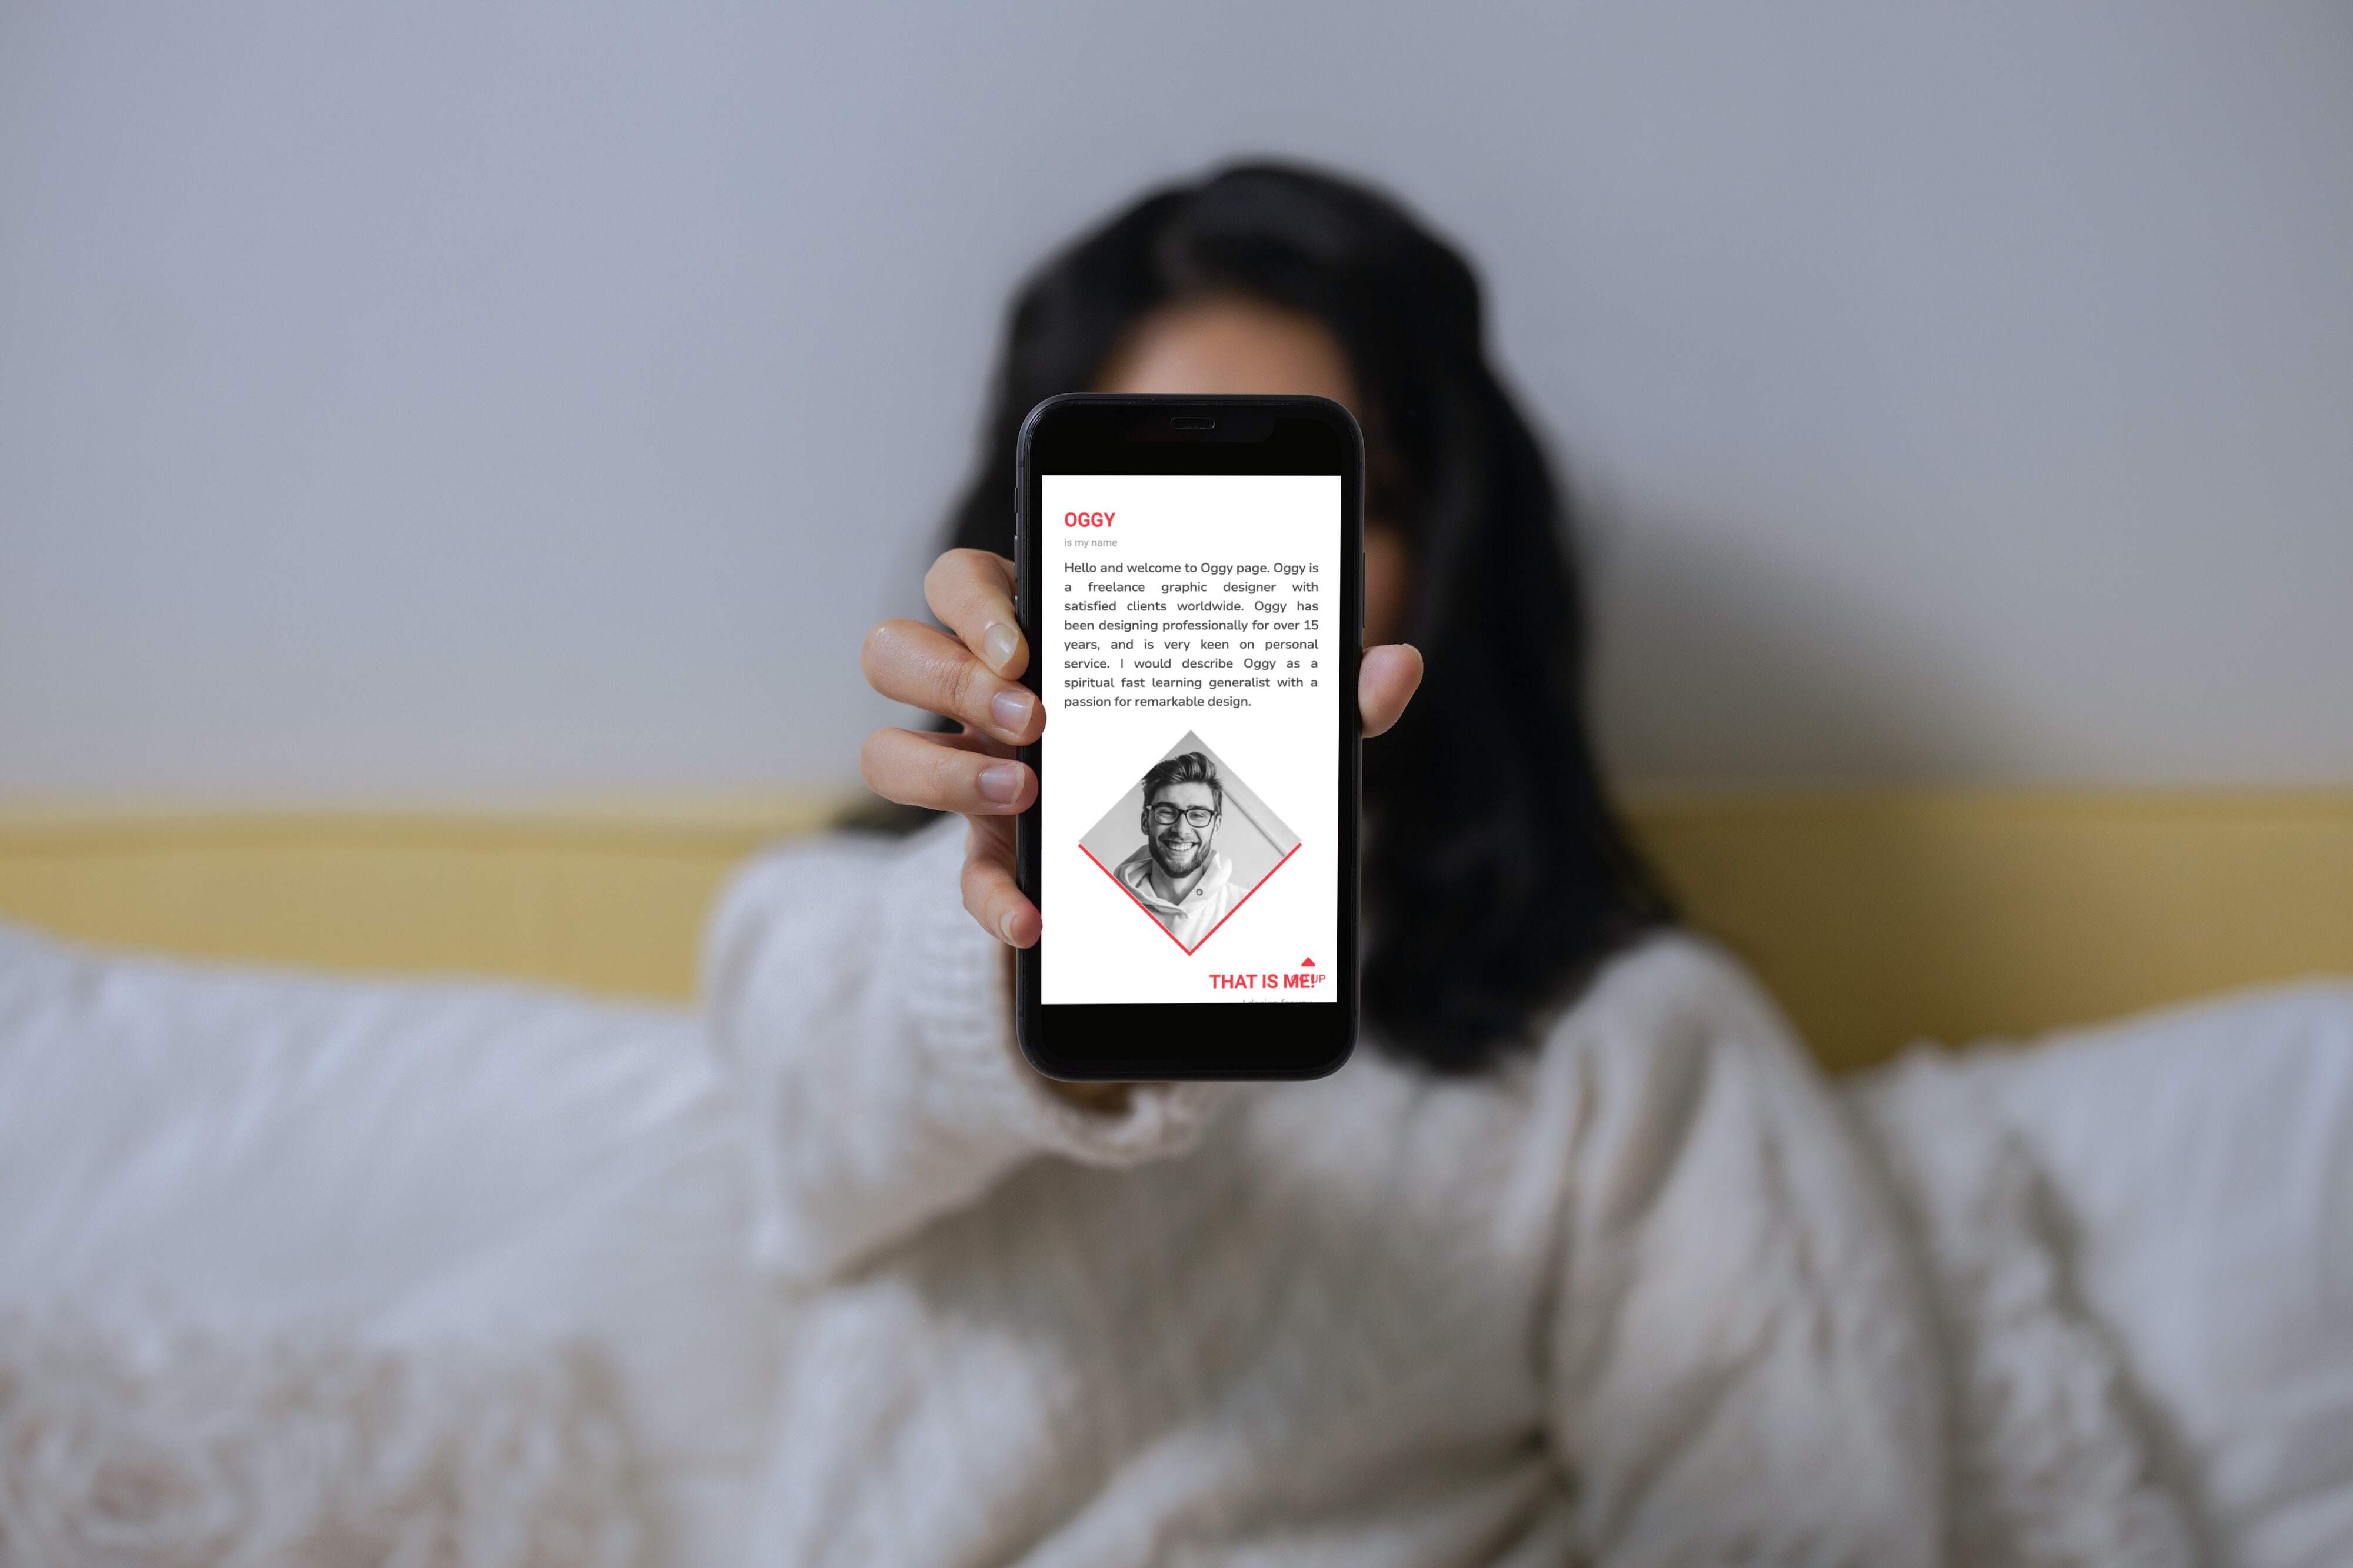 OGGY
is my name
Hello and welcome to Oggy page. Oggy is
a freelance graphic designer with
satisfied clients worldwide. Oggy has
been designing professionally for over 15
years, and is very keen on personal
service. I would describe Oggy as a
spiritual fast learning generalist with a
passion for remarkable design.
THAT IS ME!
UP